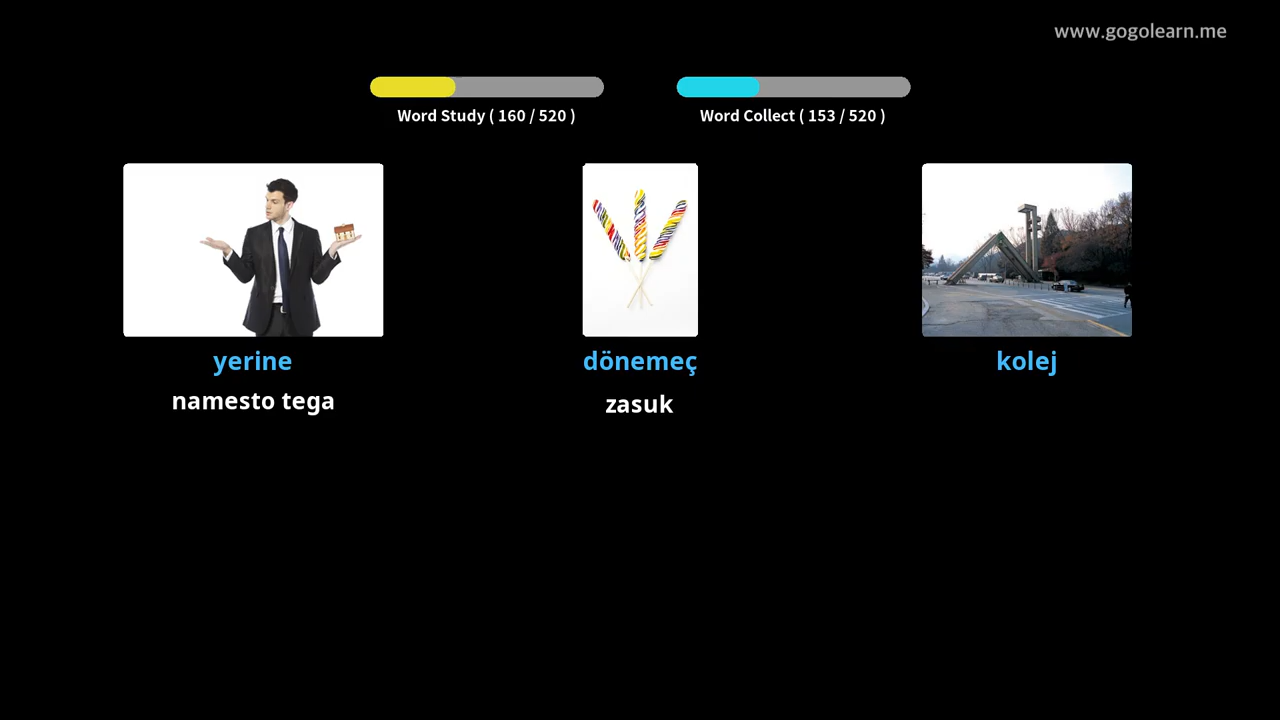 www.gogolearn.me
Word Study ( 160 / 520 )
Word Collect ( 153 / 520 )
yerine
dönemeç
kolej
namesto tega
zasuk